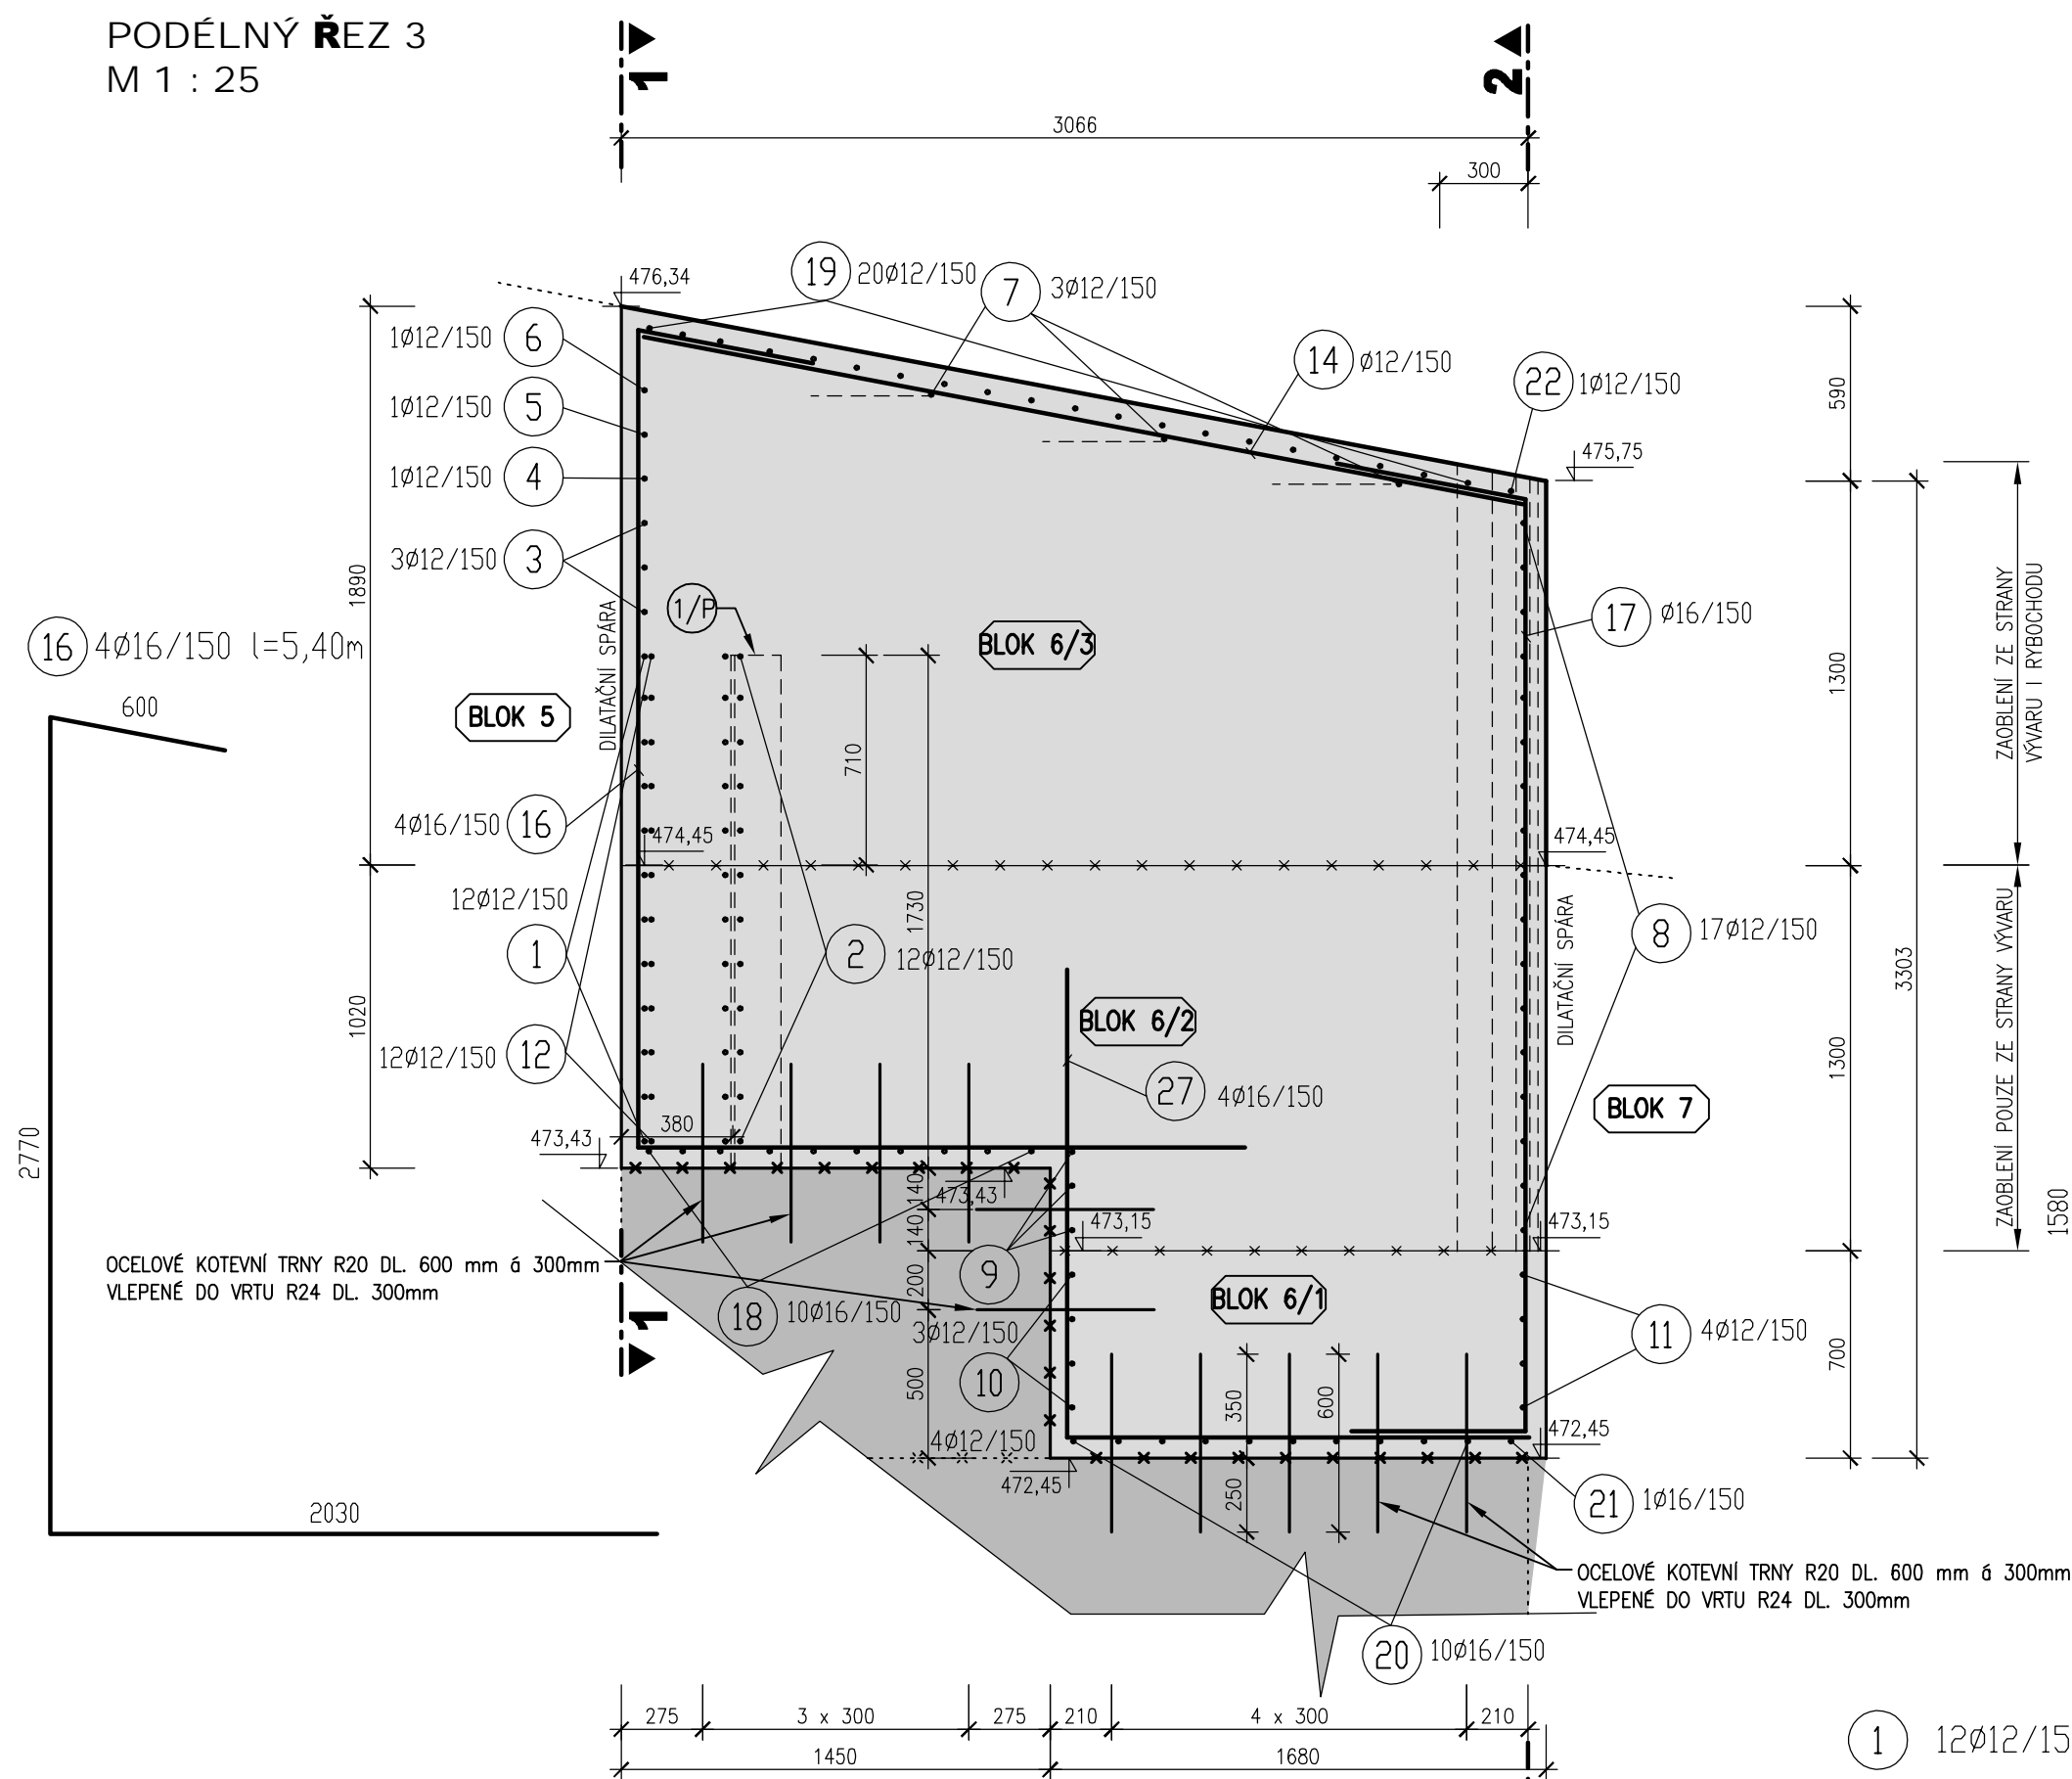 PODÉLNÝ ŘEZ 3
M 1 : 25
1
2
3066
300
476,34
19 20ø12/150
7 3ø12/150
14 ø12/150
22 1ø12/150
1ø12/150 6
1ø12/150 5
1ø12/150 4
3ø12/150 3
475,75
590
1890
DILATAČNÍ SPÁRA
1/P
BLOK 6/3
17 ø16/150
1300
ZAOBLENÍ ZE STRANY
VÝVARU I RYBOCHODU
16 4ø16/150 l=5,40m
600
BLOK 5
710
4ø16/150 16
474,45
474,45
12ø12/150
1
1730
2 12ø12/150
8 17ø12/150
3303
DILATAČNÍ SPÁRA
ZAOBLENÍ POUZE ZE STRANY VÝVARU
1020
BLOK 6/2
12ø12/150 12
27 4ø16/150
1300
BLOK 7
380
473,43
2770
140
473,43
140
473,15
473,15
1580
OCELOVÉ KOTEVNÍ TRNY R20 DL. 600 mm á 300mm
VLEPENÉ DO VRTU R24 DL. 300mm
9
200
BLOK 6/1
1
18 10ø16/150
3ø12/150
11 4ø12/150
10
500
350
600
700
4ø12/150
472,45
472,45
250
21 1ø16/150
2030
OCELOVÉ KOTEVNÍ TRNY R20 DL. 600 mm á 300mm
VLEPENÉ DO VRTU R24 DL. 300mm
20 10ø16/150
275
3 x 300
275
210
4 x 300
210
1450
1680
1 12ø12/15